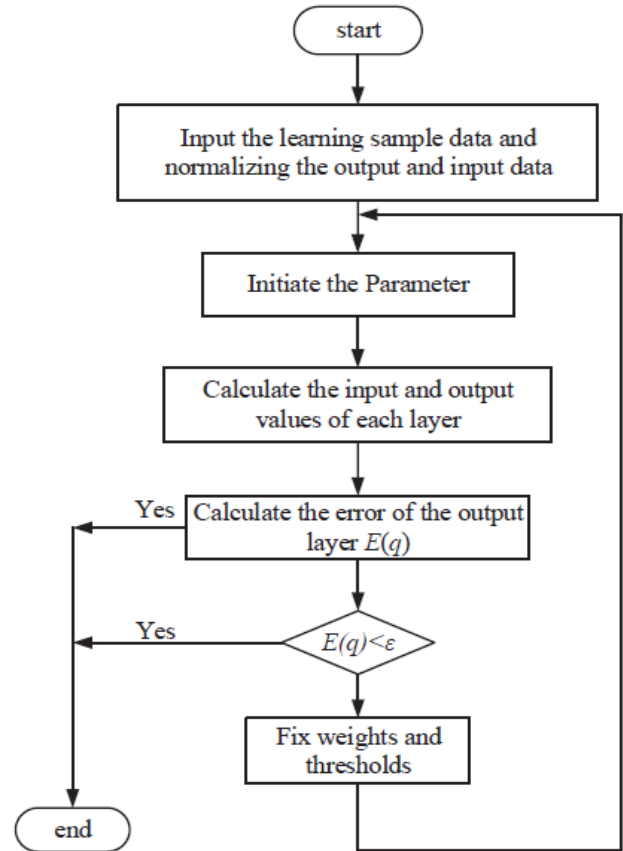 start
Input the learning sample data and
normalizing the output and input data
Initiate the Parameter
Calculate the input and output
values of each layer
Yes
Calculate the error of the output
layer E(q)
Yes
E(q)<ε
Fix weights and
thresholds
end